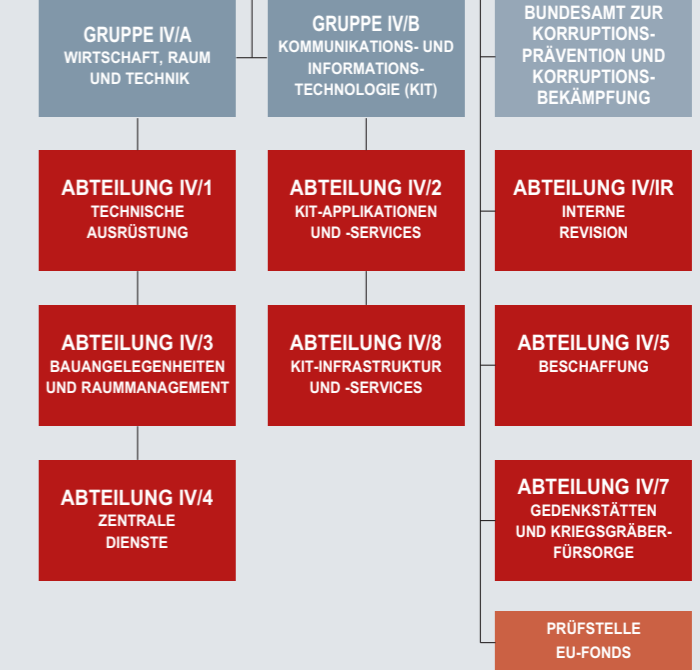 GRUPPE IV/A
WIRTSCHAFT, RAUM
UND TECHNIK
ABTEILUNG IV/1
TECHNISCHE
AUSRÜSTUNG
ABTEILUNG IV/3
BAUANGELEGENHEITEN
UND RAUMMANAGEMENT
ABTEILUNG IV/4
ZENTRALE
DIENSTE
GRUPPE IV/B
KOMMUNIKATIONS- UND
INFORMATIONS-
TECHNOLOGIE (KIT)
ABTEILUNG IV/2
KIT-APPLIKATIONEN
UND -SERVICES
ABTEILUNG IV/8
KIT-INFRASTRUKTUR
UND -SERVICES
BUNDESAMT ZUR
KORRUPTIONS-
PRÄVENTION UND
KORRUPTIONS-
BEKÄMPFUNG
ABTEILUNG IV/IR
INTERNE
REVISION
ABTEILUNG IV/5
BESCHAFFUNG
ABTEILUNG IV/7
GEDENKSTÄTTEN
UND KRIEGSGRÄBER-
FÜRSORGE
PRÜFSTELLE
EU-FONDS